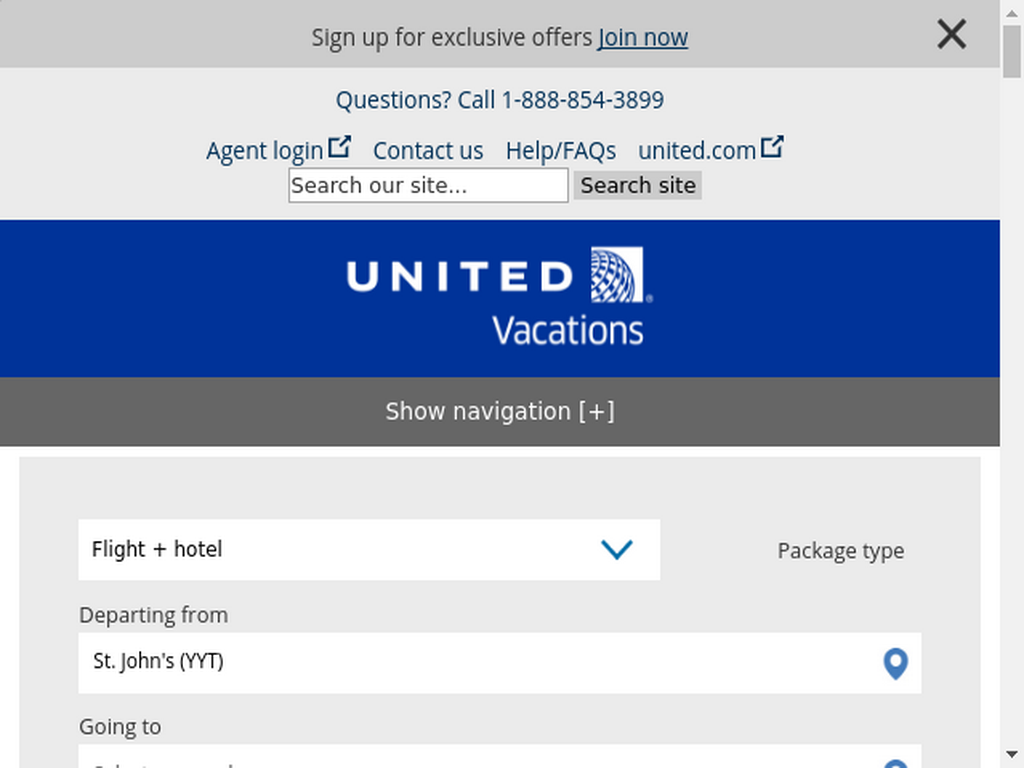 Sign up for exclusive offers Join now
Questions? Call 1-888-854-3899
Agent login Contact us Help/FAQs united.com
Search our site... Search site
UNITED
Vacations
Show navigation [+]
Flight + hotel Package type
Departing from
St. John's (YYT)
Going to